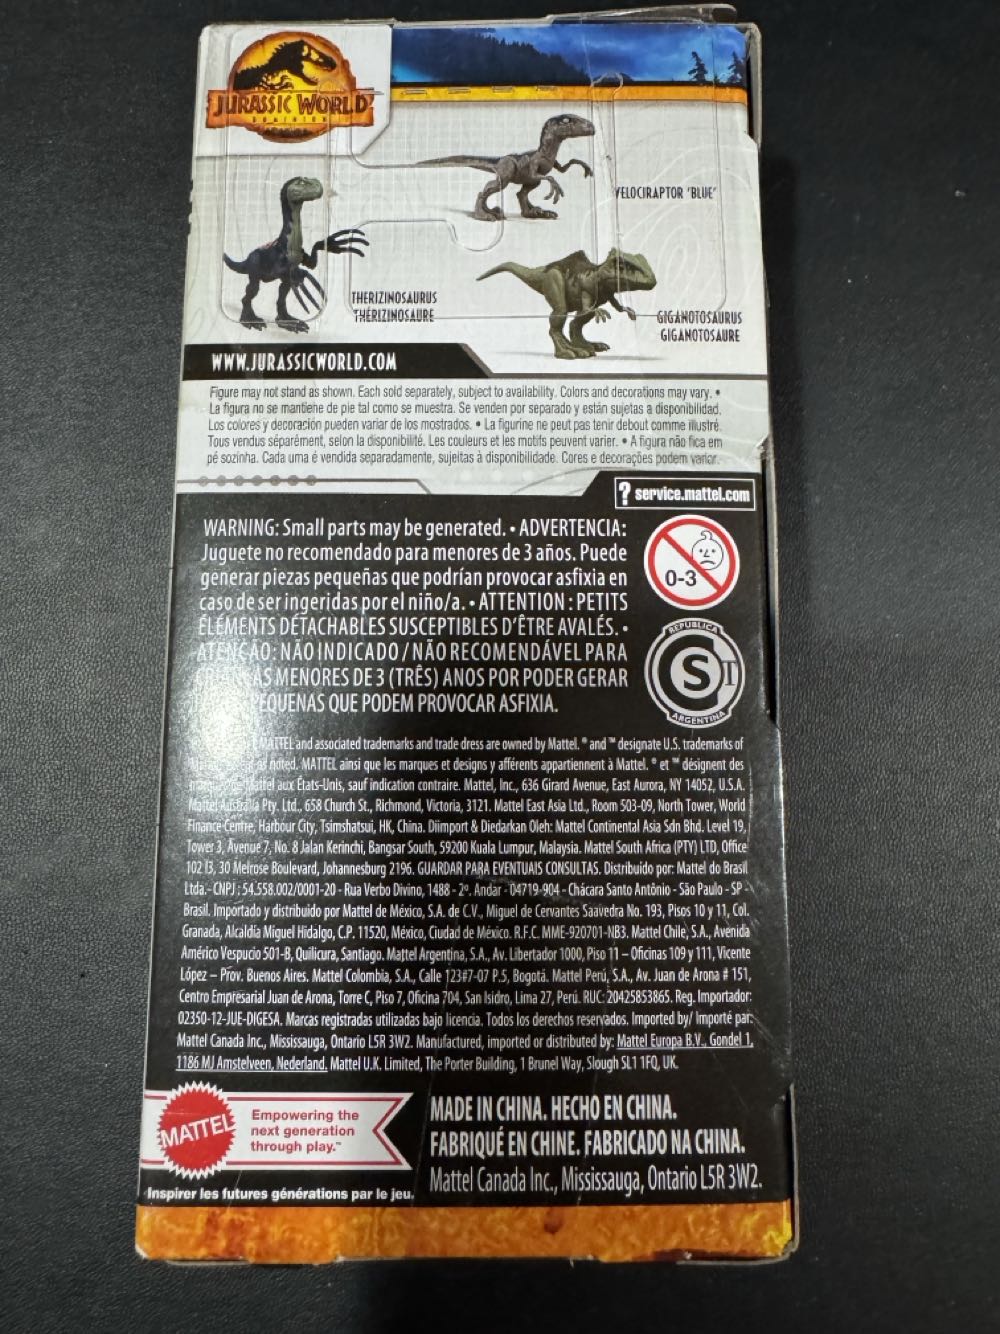 JURASSIC WORLD
DOMINION
VELOCIRAPTOR 'BLUE'
THERIZINOSAURUS
THÉRIZINOSAURE
GIGANOTOSAURUS
GIGANOTOSAURE
WWW.JURASSICWORLD.COM
Figure may not stand as shown. Each sold separately, subject to availability. Colors and decorations may vary. •
La figura no se mantiene de pie tal como se muestra. Se venden por separado y están sujetas a disponibilidad.
Los colores y decoración pueden variar de los mostrados. • La figurine ne peut pas tenir debout comme illustré.
Tous vendus séparément, selon la disponibilité. Les couleurs et les motifs peuvent varier. • A figura não fica em
pé sozinha. Cada uma é vendida separadamente, sujeitas à disponibilidade. Cores e decorações podem variar.
? service.mattel.com
WARNING: Small parts may be generated. • ADVERTENCIA:
Juguete no recomendado para menores de 3 años. Puede
generar piezas pequeñas que podrían provocar asfixia en
caso de ser ingeridas por el niño/a. • ATTENTION : PETITS
ÉLÉMENTS DÉTACHABLES SUSCEPTIBLES D'ÊTRE AVALÉS. •
ATENÇÃO: NÃO INDICADO / NÃO RECOMENDÁVEL PARA
CRIANÇAS MENORES DE 3 (TRÊS) ANOS POR PODER GERAR
PEQUENAS QUE PODEM PROVOCAR ASFIXIA.
0-3
REPUBLICA
S T
ARGENTINA
MATTEL and associated trademarks and trade dress are owned by Mattel. ® and ™ designate U.S. trademarks of
as noted. MATTEL ainsi que les marques et designs y afférents appartiennent à Mattel. ® et ™ désignent des
Mattel aux États-Unis, sauf indication contraire. Mattel, Inc., 636 Girard Avenue, East Aurora, NY 14052, U.S.A.
Mattel Australia Pty. Ltd., 658 Church St., Richmond, Victoria, 3121. Mattel East Asia Ltd., Room 503-09, North Tower, World
Finance Centre, Harbour City, Tsimshatsui, HK, China. Diimport & Diedarkan Oleh: Mattel Continental Asia Sdn Bhd. Level 19,
Tower 3, Avenue 7, No. 8 Jalan Kerinchi, Bangsar South, 59200 Kuala Lumpur, Malaysia. Mattel South Africa (PTY) LTD, Office
102 I3, 30 Melrose Boulevard, Johannesburg 2196. GUARDAR PARA EVENTUAIS CONSULTAS. Distribuido por: Mattel do Brasil
Ltda.- CNPJ : 54.558.002/0001-20 - Rua Verbo Divino, 1488 - 2º. Andar - 04719-904 - Chácara Santo Antônio - São Paulo - SP -
Brasil. Importado y distribuido por Mattel de México, S.A. de C.V., Miguel de Cervantes Saavedra No. 193, Pisos 10 y 11, Col.
Granada, Alcaldía Miguel Hidalgo, C.P. 11520, México, Ciudad de México. R.F.C. MME-920701-NB3. Mattel Chile, S.A., Avenida
Américo Vespucio 501-B, Quilicura, Santiago. Mattel Argentina, S.A., Av. Libertador 1000, Piso 11 – Oficinas 109 y 111, Vicente
López – Prov. Buenos Aires. Mattel Colombia, S.A., Calle 123#7-07 P.5, Bogotá. Mattel Perú, S.A., Av. Juan de Arona # 151,
Centro Empresarial Juan de Arona, Torre C, Piso 7, Oficina 704, San Isidro, Lima 27, Perú. RUC: 20425853865. Reg. Importador:
02350-12-JUE-DIGESA. Marcas registradas utilizadas bajo licencia. Todos los derechos reservados. Imported by/ Importé par:
Mattel Canada Inc., Mississauga, Ontario L5R 3W2. Manufactured, imported or distributed by: Mattel Europa B.V., Gondel 1,
1186 MJ Amstelveen, Nederland. Mattel U.K. Limited, The Porter Building, 1 Brunel Way, Slough SL1 1FQ, UK.
MATTEL
Empowering the
next generation
through play.™
Inspirer les futures générations par le jeu.
MADE IN CHINA. HECHO EN CHINA.
FABRIQUÉ EN CHINE. FABRICADO NA CHINA.
Mattel Canada Inc., Mississauga, Ontario L5R 3W2.